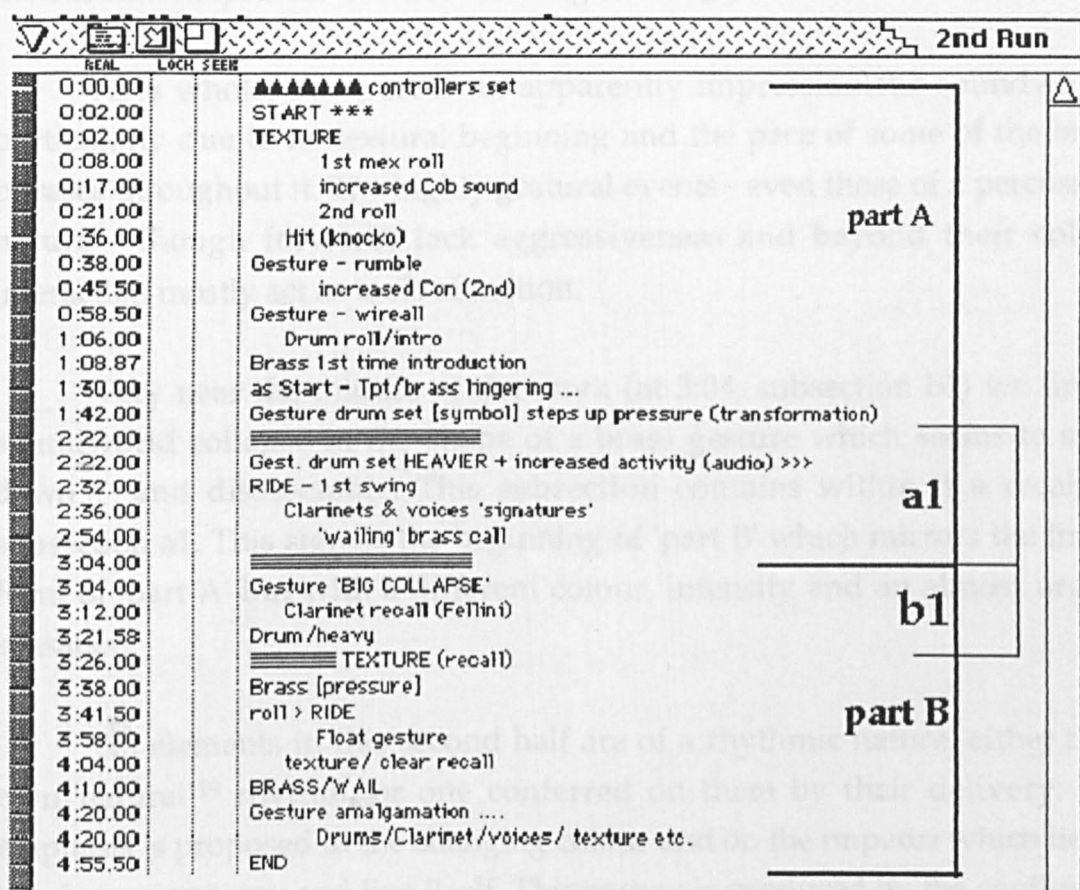 2nd Run
REAL LOCK SEEK
0:00.00 controllers set
0:02.00 START ***
0:02.00 TEXTURE
0:08.00 1st mex roll
0:17.00 increased Cob sound
0:21.00 2nd roll
0:36.00 Hit (knocko)
0:38.00 Gesture - rumble
0:45.50 increased Con (2nd)
0:58.50 Gesture - wireall
1:06.00 Drum roll/intro
1:08.87 Brass 1st time introduction
1:30.00 Re Start - Tpt/brass lingering ...
1:42.00 Gesture drum set [symbol] steps up pressure (transformation)
2:22.00
2:22.00 Gest. drum set HEAVIER + increased activity (audio) >>>
2:32.00 RIDE - 1st swing
2:36.00 Clarinets & voices 'signatures'
2:54.00 'wailing brass call
3:04.00
3:04.00 Gesture 'BIG COLLAPSE'
3:12.00 Clarinet recall (Fellini)
3:21.58 Drum/heavy
3:26.00 TEXTURE (recall)
3:38.00 Brass [pressure]
3:41.50 roll > RIDE
3:58.00 Float gesture
4:04.00 texture/ clear recall
4:10.00 BRASS/WAIL
4:20.00 Gesture amalgamation ...
4:20.00 Drums/Clarinet/voices/ texture etc.
4:55.50 END
part A
a1
b1
part B